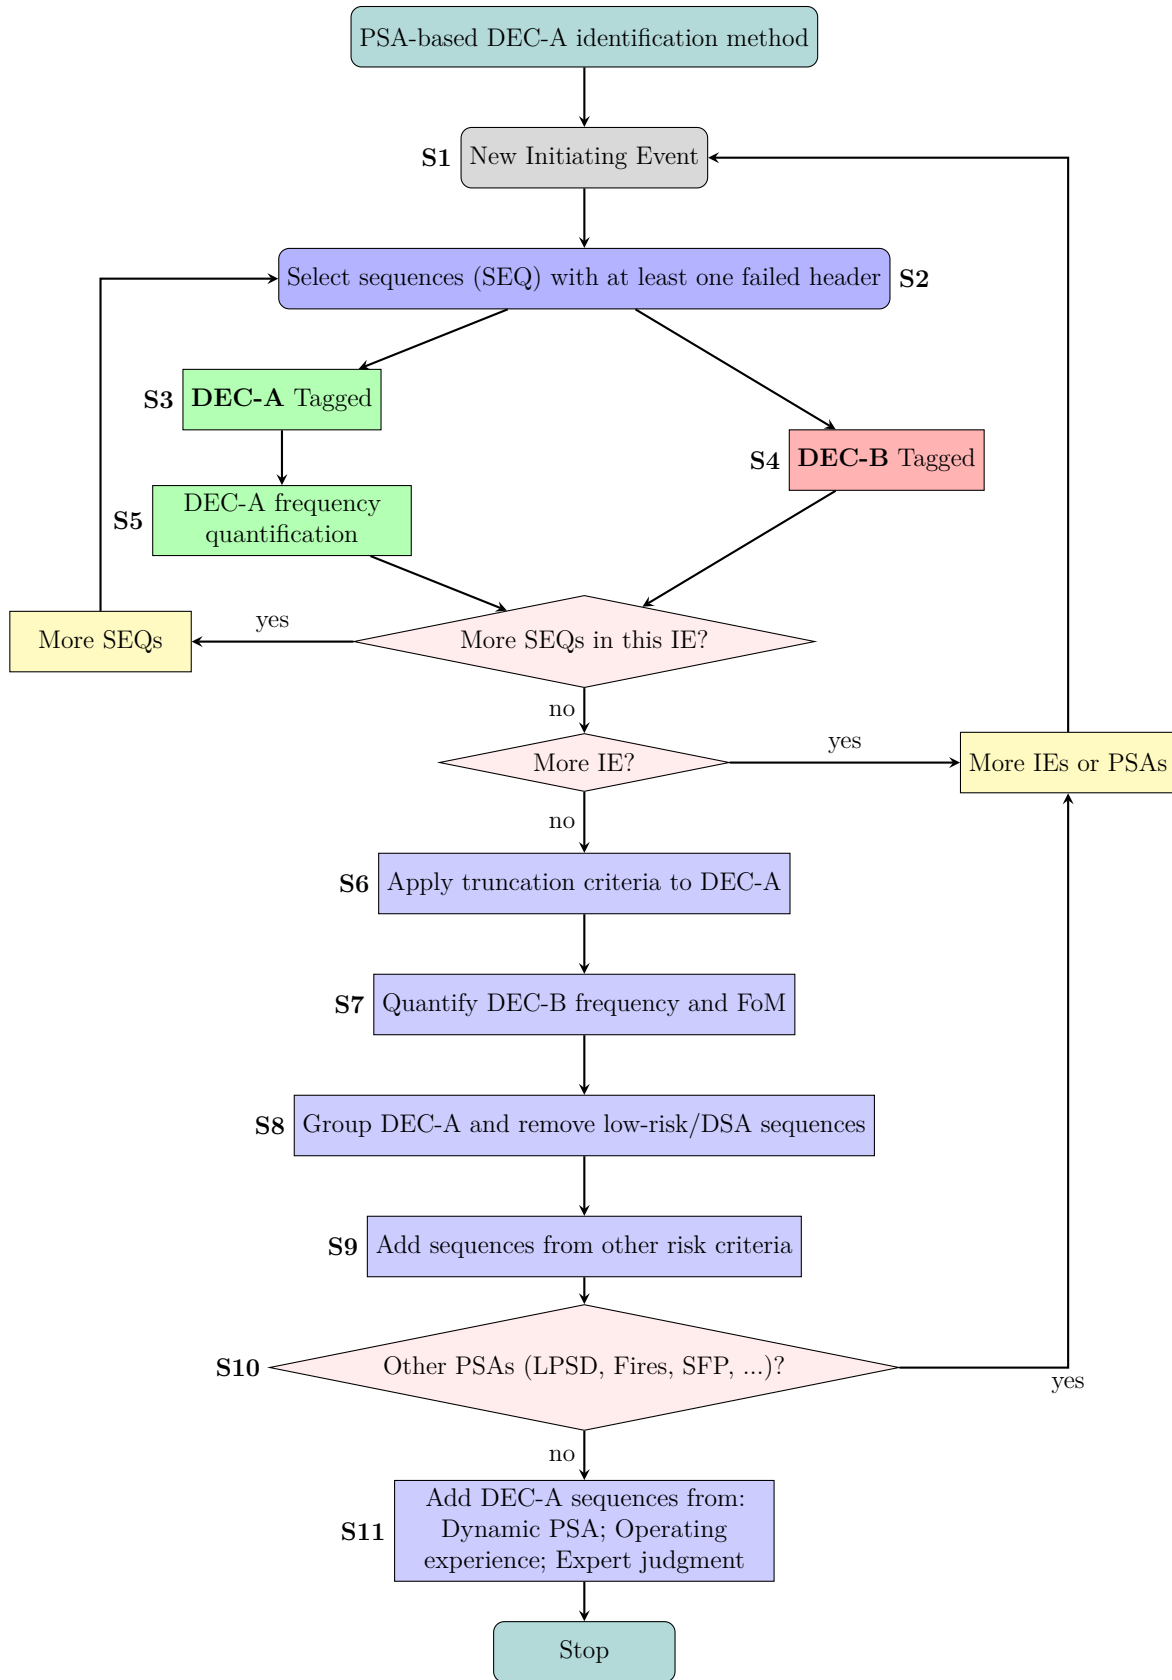 PSA-based DEC-A identification method
S1 New Initiating Event
Select sequences (SEQ) with at least one failed header S2
S3 DEC-A Tagged
S4 DEC-B Tagged
S5 DEC-A frequency
quantification
More SEQs
yes
More SEQs in this IE?
no
More IE?
yes
More IEs or PSAs
no
S6 Apply truncation criteria to DEC-A
S7 Quantify DEC-B frequency and FoM
S8 Group DEC-A and remove low-risk/DSA sequences
S9 Add sequences from other risk criteria
S10 Other PSAs (LPSD, Fires, SFP, ...)?
yes
no
S11 Add DEC-A sequences from:
Dynamic PSA; Operating
experience; Expert judgment
Stop